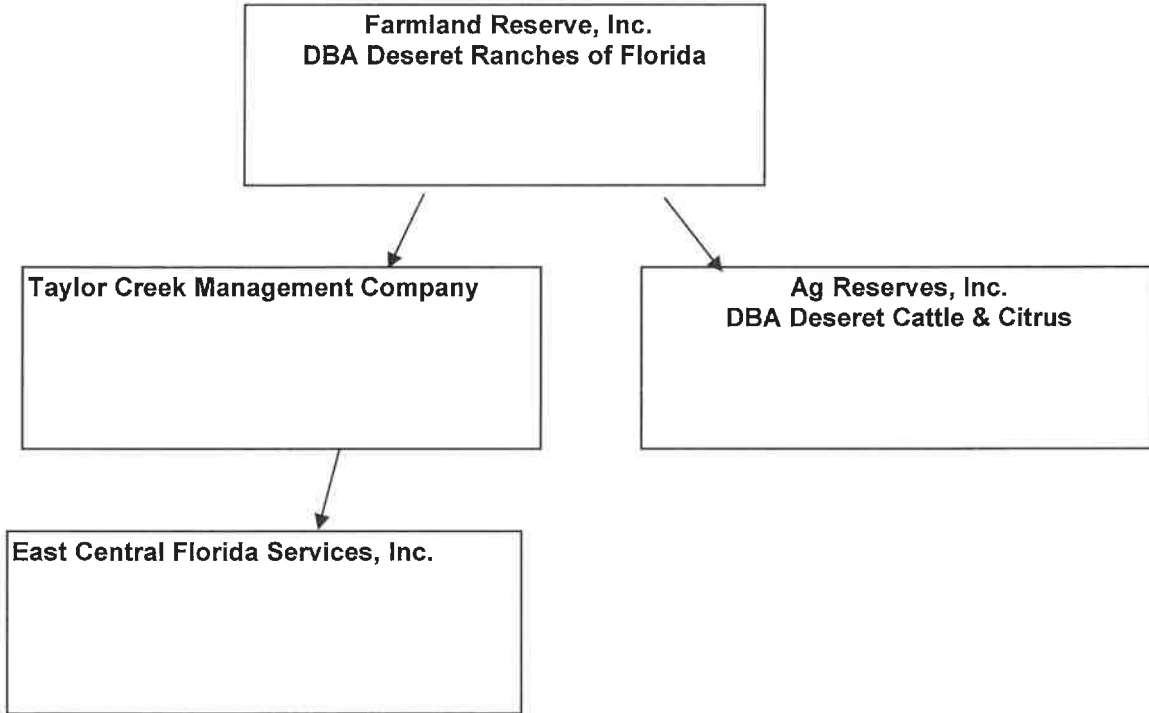 Farmland Reserve, Inc.
DBA Deseret Ranches of Florida
Taylor Creek Management Company
Ag Reserves, Inc.
DBA Deseret Cattle & Citrus
East Central Florida Services, Inc.